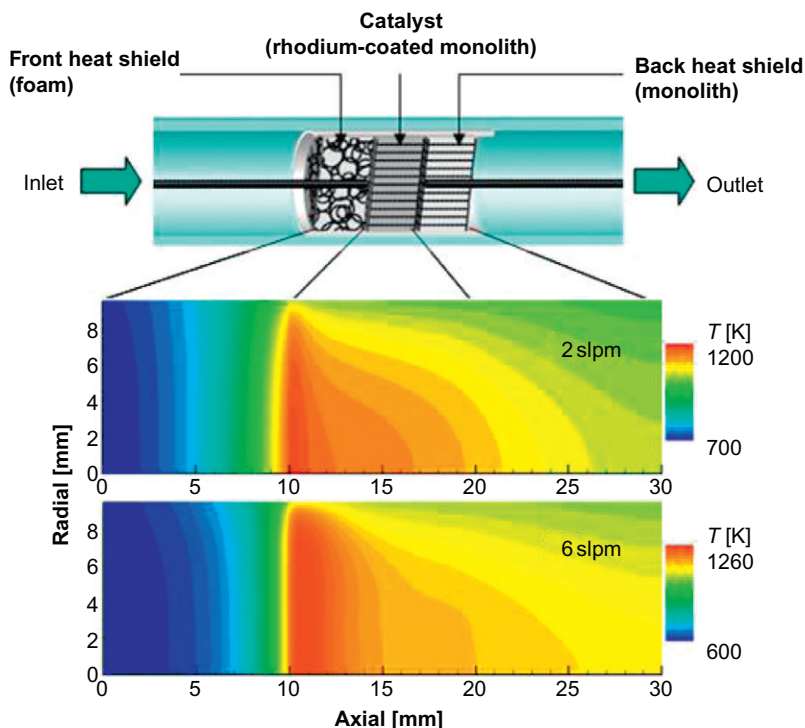 Catalyst
(rhodium-coated monolith)
Front heat shield
(foam)
Back heat shield
(monolith)
Inlet
Outlet
8
6
4
2
0
2 slpm
T [K]
1200
700
0 5 10 15 20 25 30
Radial [mm]
8
6
4
2
0
6 slpm
T [K]
1260
600
0 5 10 15 20 25 30
Axial [mm]